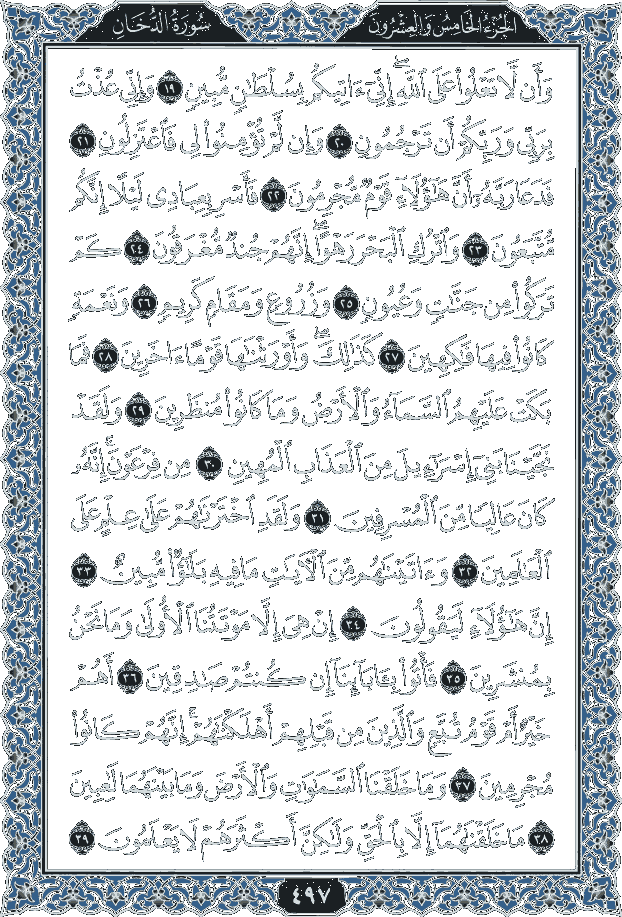 الجزء الخامس والعشرون
سورة الدخان
وَأَن لَّا تَعْلُوا۟ عَلَى ٱللَّهِ ۖ إِنِّىٓ ءَاتِيكُم بِسُلْطَـٰنٍ مُّبِينٍ ١٩ وَإِنِّى عُذْتُ
بِرَبِّى وَرَبِّكُمْ أَن تَرْجُمُونِ ٢٠ وَإِن لَّمْ تُؤْمِنُوا۟ لِى فَٱعْتَزِلُونِ ٢١
فَدَعَا رَبَّهُۥٓ أَنَّ هَـٰٓؤُلَآءِ قَوْمٌ مُّجْرِمُونَ ٢٢ فَأَسْرِ بِعِبَادِى لَيْلًا إِنَّكُم
مُّتَّبَعُونَ ٢٣ وَٱتْرُكِ ٱلْبَحْرَ رَهْوًا ۖ إِنَّهُمْ جُندٌ مُّغْرَقُونَ ٢٤ كَمْ
تَرَكُوا۟ مِن جَنَّـٰتٍ وَعُيُونٍ ٢٥ وَزُرُوعٍ وَمَقَامٍ كَرِيمٍ ٢٦ وَنَعْمَةٍ
كَانُوا۟ فِيهَا فَـٰكِهِينَ ٢٧ كَذَٰلِكَ ۖ وَأَوْرَثْنَـٰهَا قَوْمًا ءَاخَرِينَ ٢٨ فَمَا
بَكَتْ عَلَيْهِمُ ٱلسَّمَآءُ وَٱلْأَرْضُ وَمَا كَانُوا۟ مُنظَرِينَ ٢٩ وَلَقَدْ
نَجَّيْنَا بَنِىٓ إِسْرَٰٓءِيلَ مِنَ ٱلْعَذَابِ ٱلْمُهِينِ ٣٠ مِن فِرْعَوْنَ ۚ إِنَّهُۥ
كَانَ عَالِيًا مِّنَ ٱلْمُسْرِفِينَ ٣١ وَلَقَدِ ٱخْتَرْنَـٰهُمْ عَلَىٰ عِلْمٍ عَلَى
ٱلْعَـٰلَمِينَ ٣٢ وَءَاتَيْنَـٰهُم مِّنَ ٱلْـَٔايَـٰتِ مَا فِيهِ بَلَـٰٓؤٌا۟ مُّبِينٌ ٣٣
إِنَّ هَـٰٓؤُلَآءِ لَيَقُولُونَ ٣٤ إِنْ هِىَ إِلَّا مَوْتَتُنَا ٱلْأُولَىٰ وَمَا نَحْنُ
بِمُنشَرِينَ ٣٥ فَأْتُوا۟ بِـَٔابَآئِنَآ إِن كُنتُمْ صَـٰدِقِينَ ٣٦ أَهُمْ
خَيْرٌ أَمْ قَوْمُ تُبَّعٍ وَٱلَّذِينَ مِن قَبْلِهِمْ ۚ أَهْلَكْنَـٰهُمْ ۖ إِنَّهُمْ كَانُوا۟
مُجْرِمِينَ ٣٧ وَمَا خَلَقْنَا ٱلسَّمَـٰوَٰتِ وَٱلْأَرْضَ وَمَا بَيْنَهُمَا لَـٰعِبِينَ
٣٨ مَا خَلَقْنَـٰهُمَآ إِلَّا بِٱلْحَقِّ وَلَـٰكِنَّ أَكْثَرَهُمْ لَا يَعْلَمُونَ ٣٩
٤٩٧